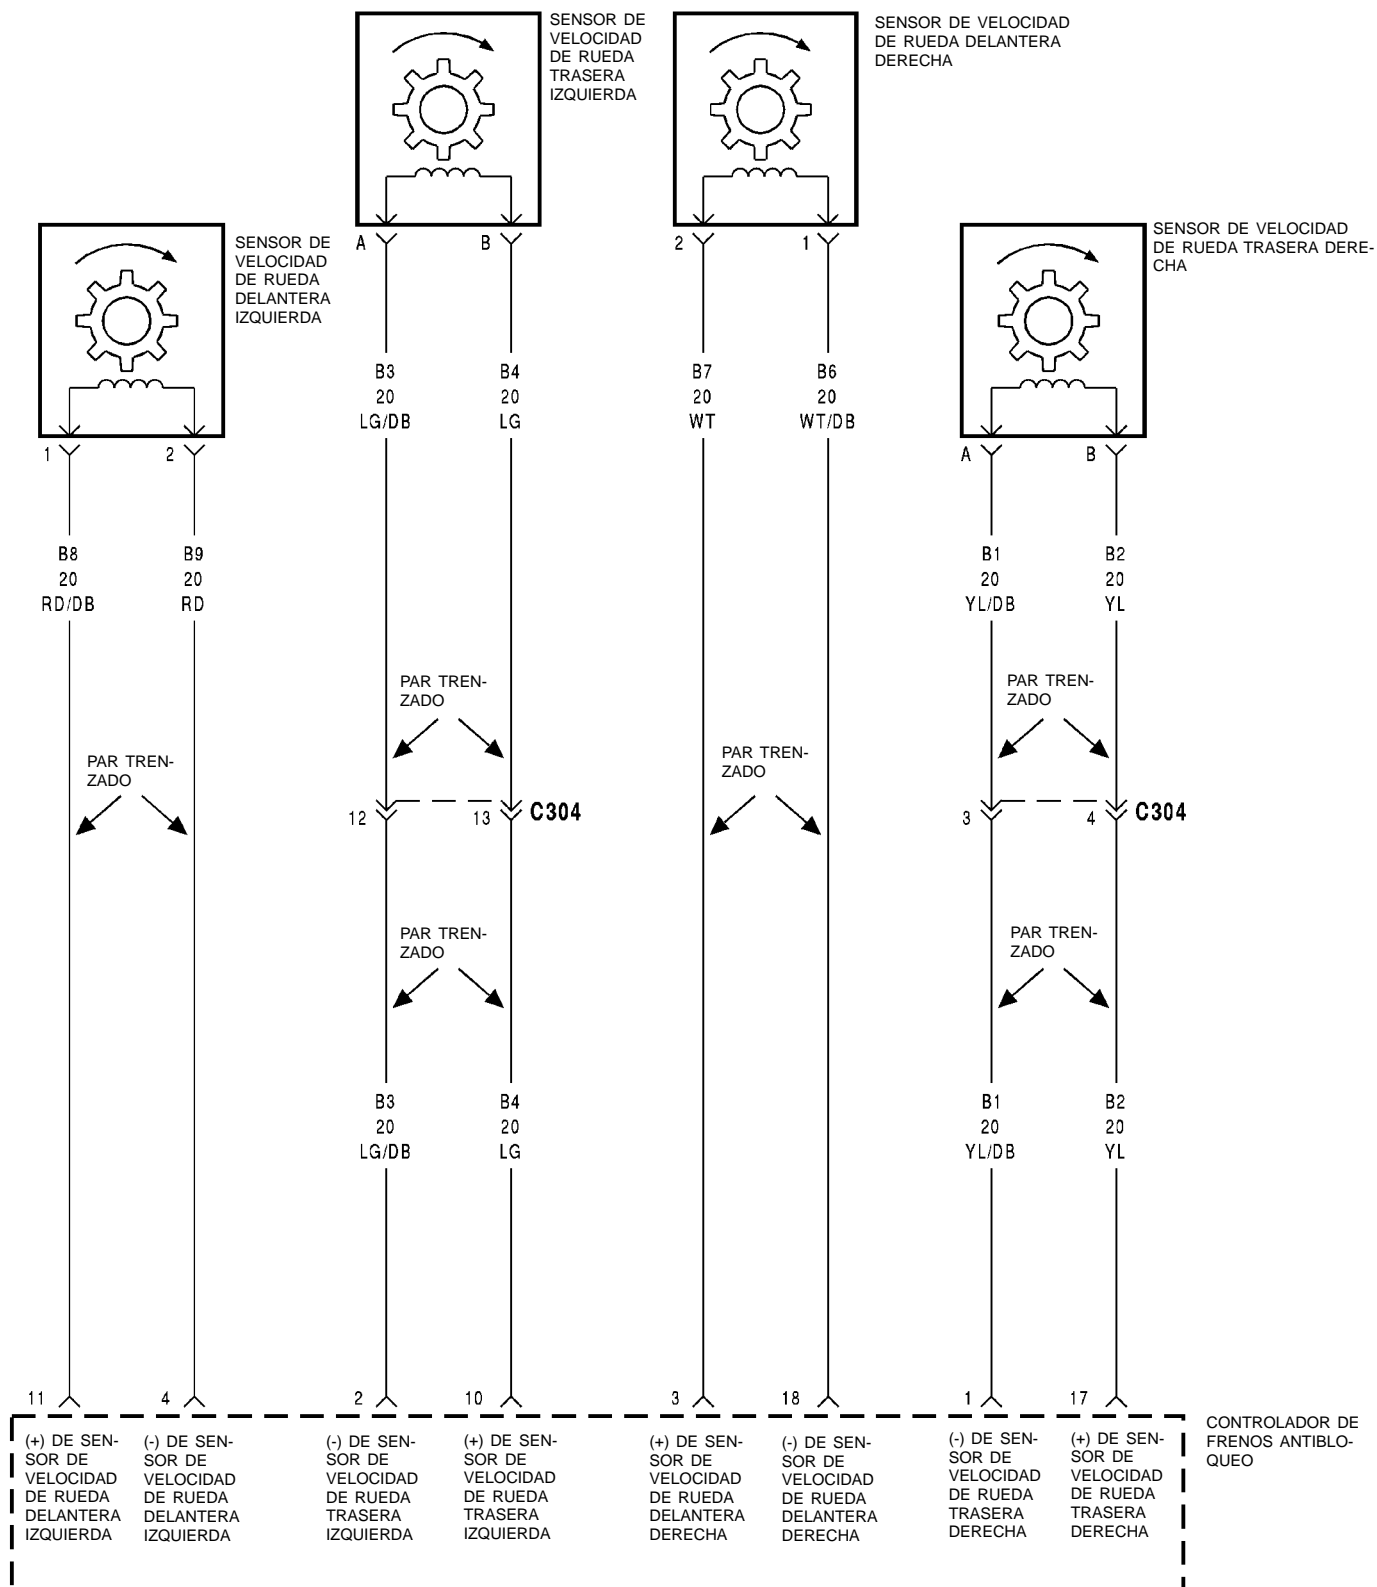 SENSOR DE
VELOCIDAD
DE RUEDA
TRASERA
IZQUIERDA
SENSOR DE VELOCIDAD
DE RUEDA DELANTERA
DERECHA
SENSOR DE
VELOCIDAD
DE RUEDA
DELANTERA
IZQUIERDA
SENSOR DE VELOCIDAD
DE RUEDA TRASERA DERE-
CHA
A
B
2
1
1
2
A
B
B3
20
LG/DB
B4
20
LG
B7
20
WT
B6
20
WT/DB
B8
20
RD/DB
B9
20
RD
B1
20
YL/DB
B2
20
YL
PAR TREN-
ZADO
PAR TREN-
ZADO
PAR TREN-
ZADO
PAR TREN-
ZADO
12
13
C304
3
4
C304
PAR TREN-
ZADO
PAR TREN-
ZADO
B3
20
LG/DB
B4
20
LG
B1
20
YL/DB
B2
20
YL
11
4
2
10
3
18
1
17
(+) DE SEN-
SOR DE
VELOCIDAD
DE RUEDA
DELANTERA
IZQUIERDA
(-) DE SEN-
SOR DE
VELOCIDAD
DE RUEDA
DELANTERA
IZQUIERDA
(-) DE SEN-
SOR DE
VELOCIDAD
DE RUEDA
TRASERA
IZQUIERDA
(+) DE SEN-
SOR DE
VELOCIDAD
DE RUEDA
TRASERA
IZQUIERDA
(+) DE SEN-
SOR DE
VELOCIDAD
DE RUEDA
DELANTERA
DERECHA
(-) DE SEN-
SOR DE
VELOCIDAD
DE RUEDA
DELANTERA
DERECHA
(-) DE SEN-
SOR DE
VELOCIDAD
DE RUEDA
TRASERA
DERECHA
(+) DE SEN-
SOR DE
VELOCIDAD
DE RUEDA
TRASERA
DERECHA
CONTROLADOR DE
FRENOS ANTIBLO-
QUEO